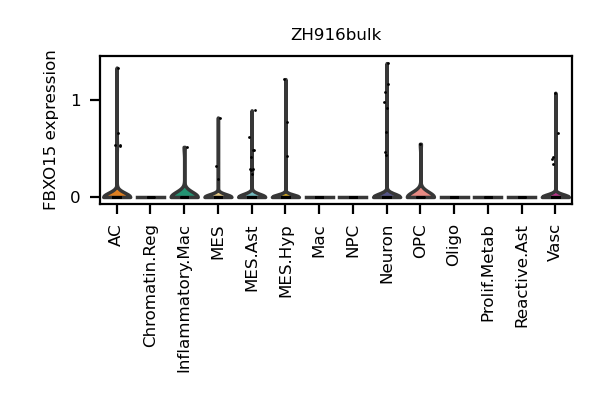 ZH916bulk
FBXO15 expression
1
0
AC
Chromatin.Reg
Inflammatory.Mac
MES
MES.Ast
MES.Hyp
Mac
NPC
Neuron
OPC
Oligo
Prolif.Metab
Reactive.Ast
Vasc